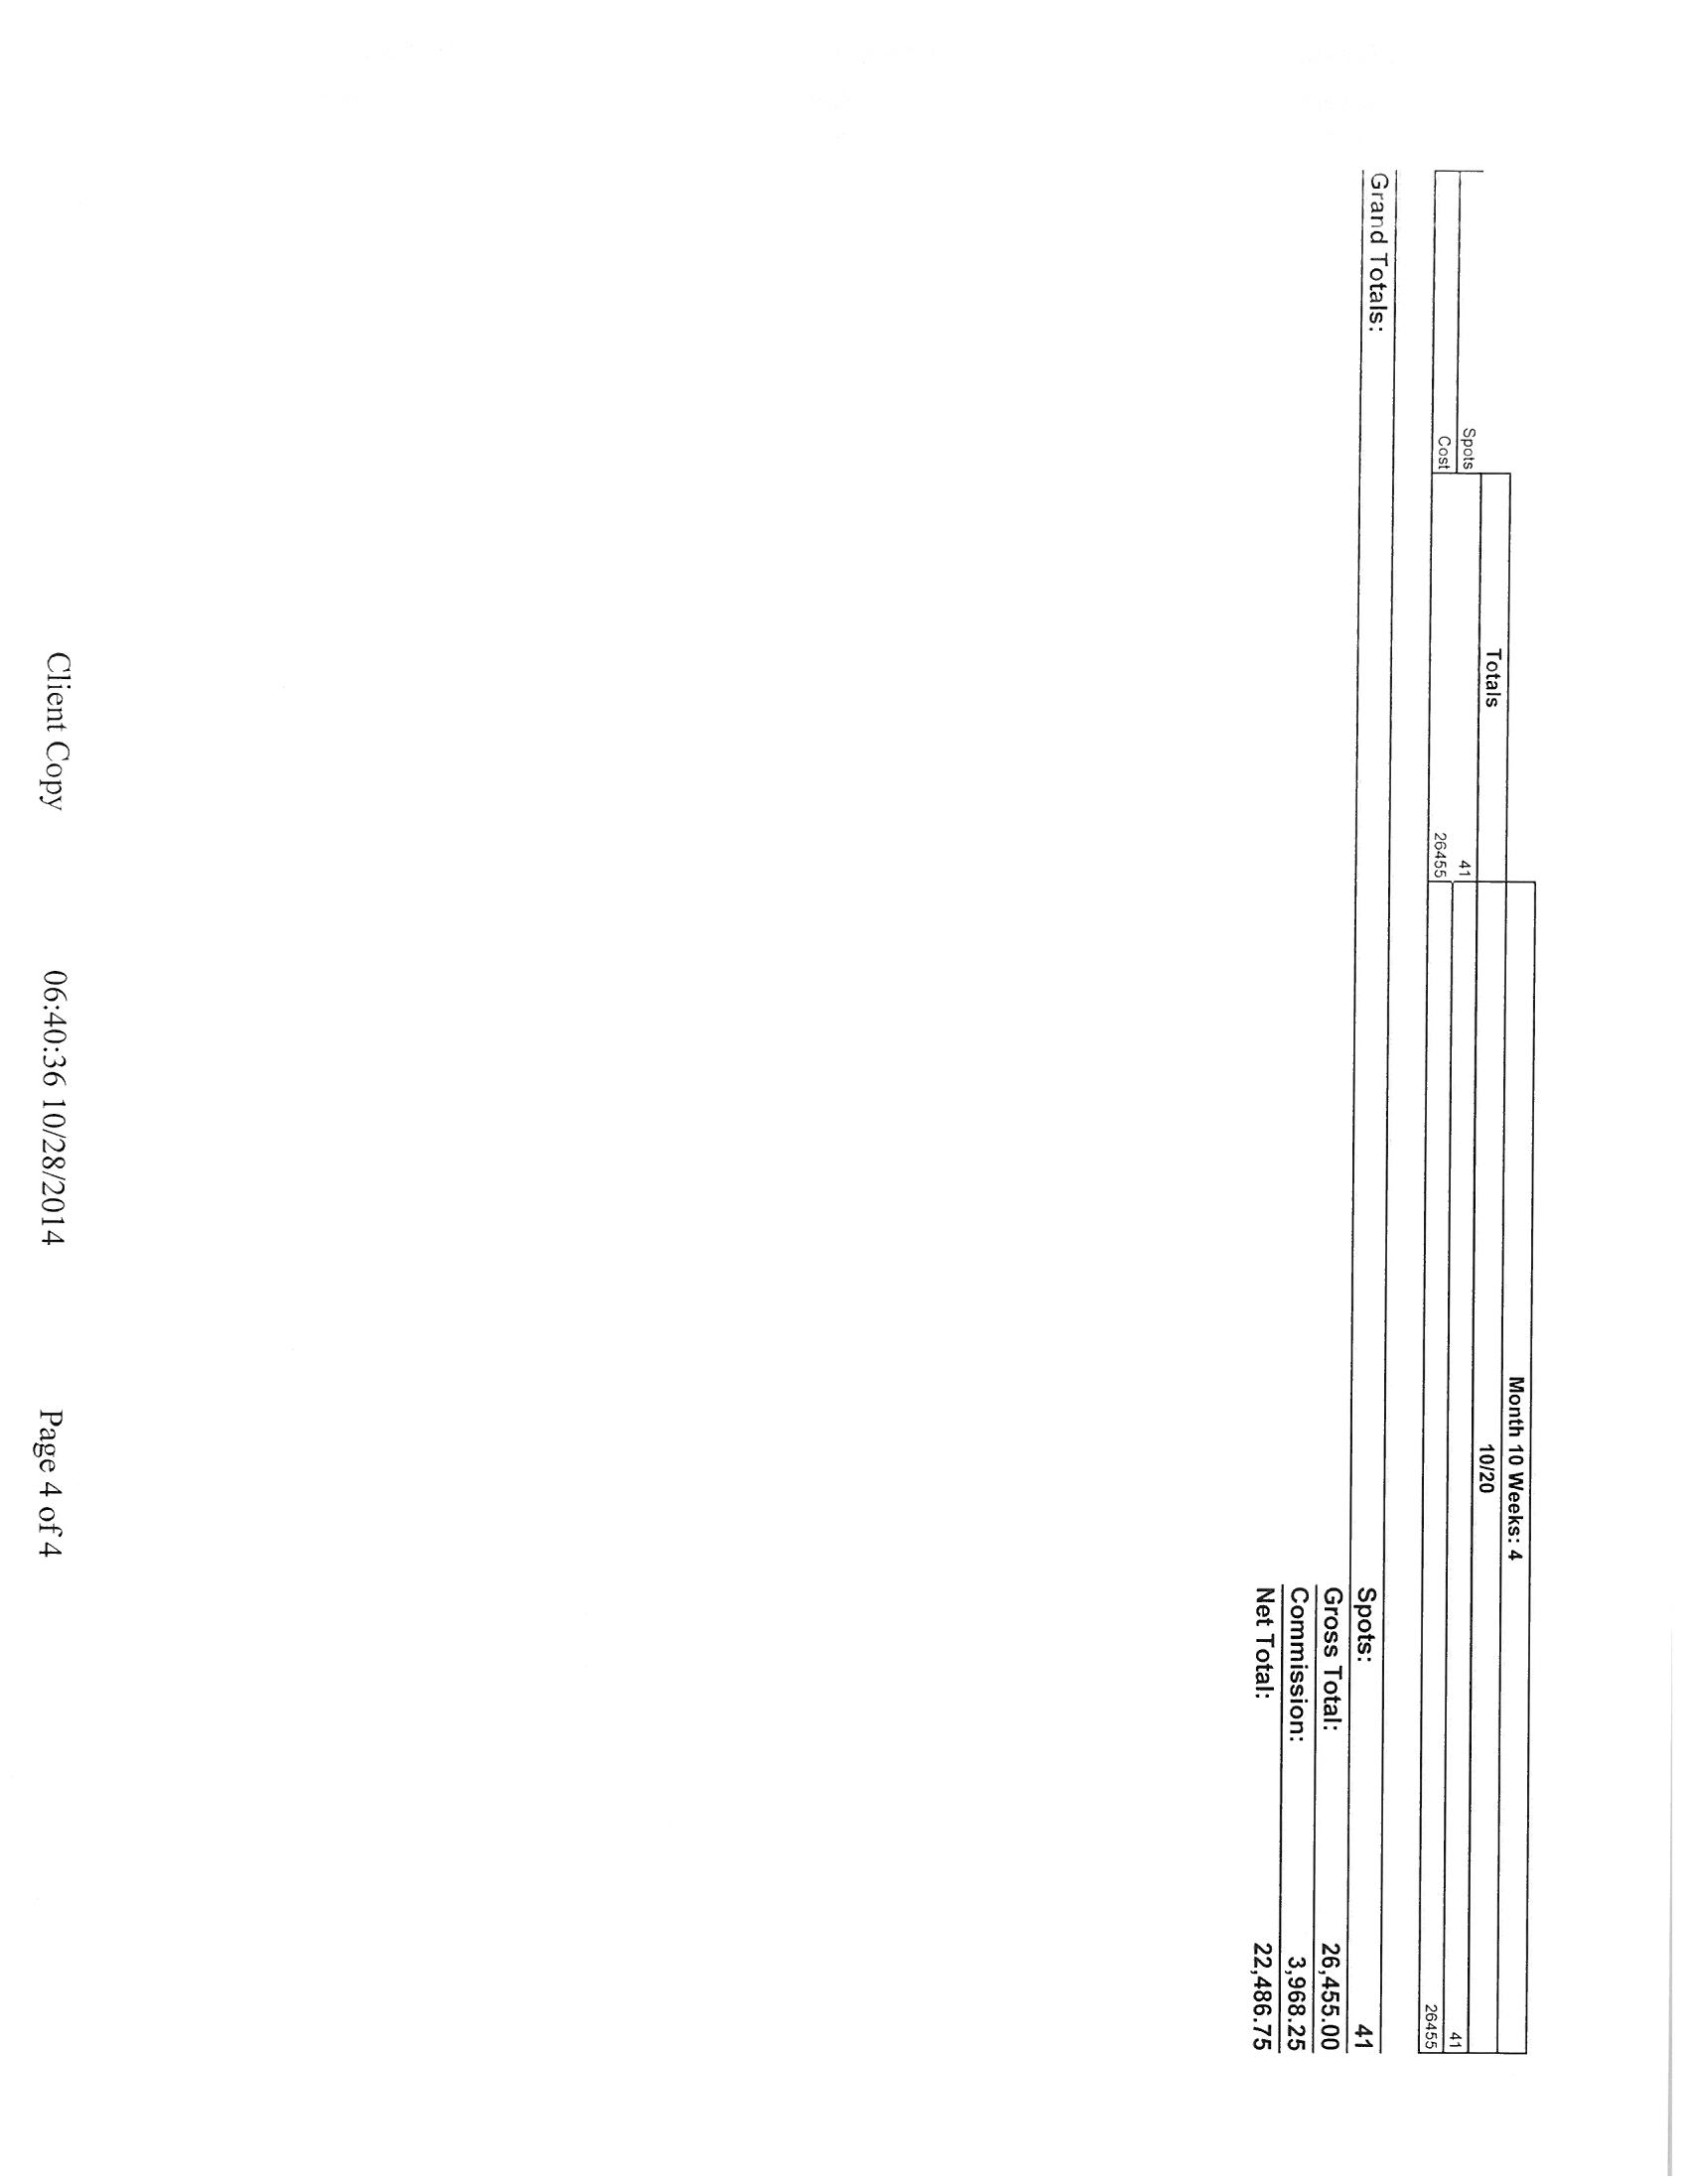 Month 10 Weeks: 4
Totals 10/20
Spots 41 41
Cost 26455 26455
Grand Totals: Spots: 41
Gross Total: 26,455.00
Commission: 3,968.25
Net Total: 22,486.75
Client Copy 06:40:36 10/28/2014 Page 4 of 4